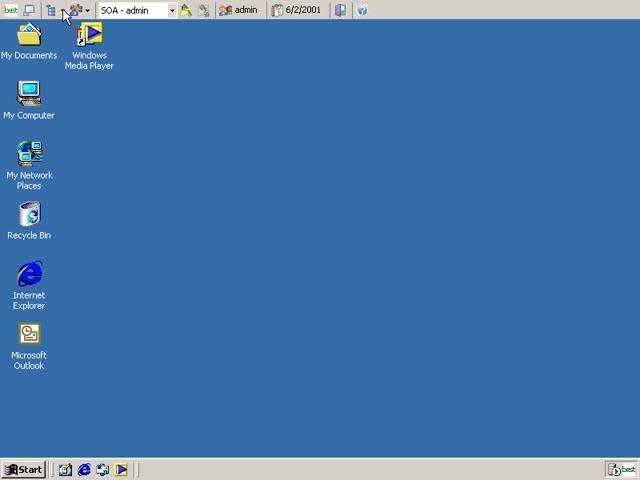 best SOA - admin admin 6/2/2001
My Documents
Windows
Media Player
My Computer
My Network
Places
Recycle Bin
Internet
Explorer
Microsoft
Outlook
Start best